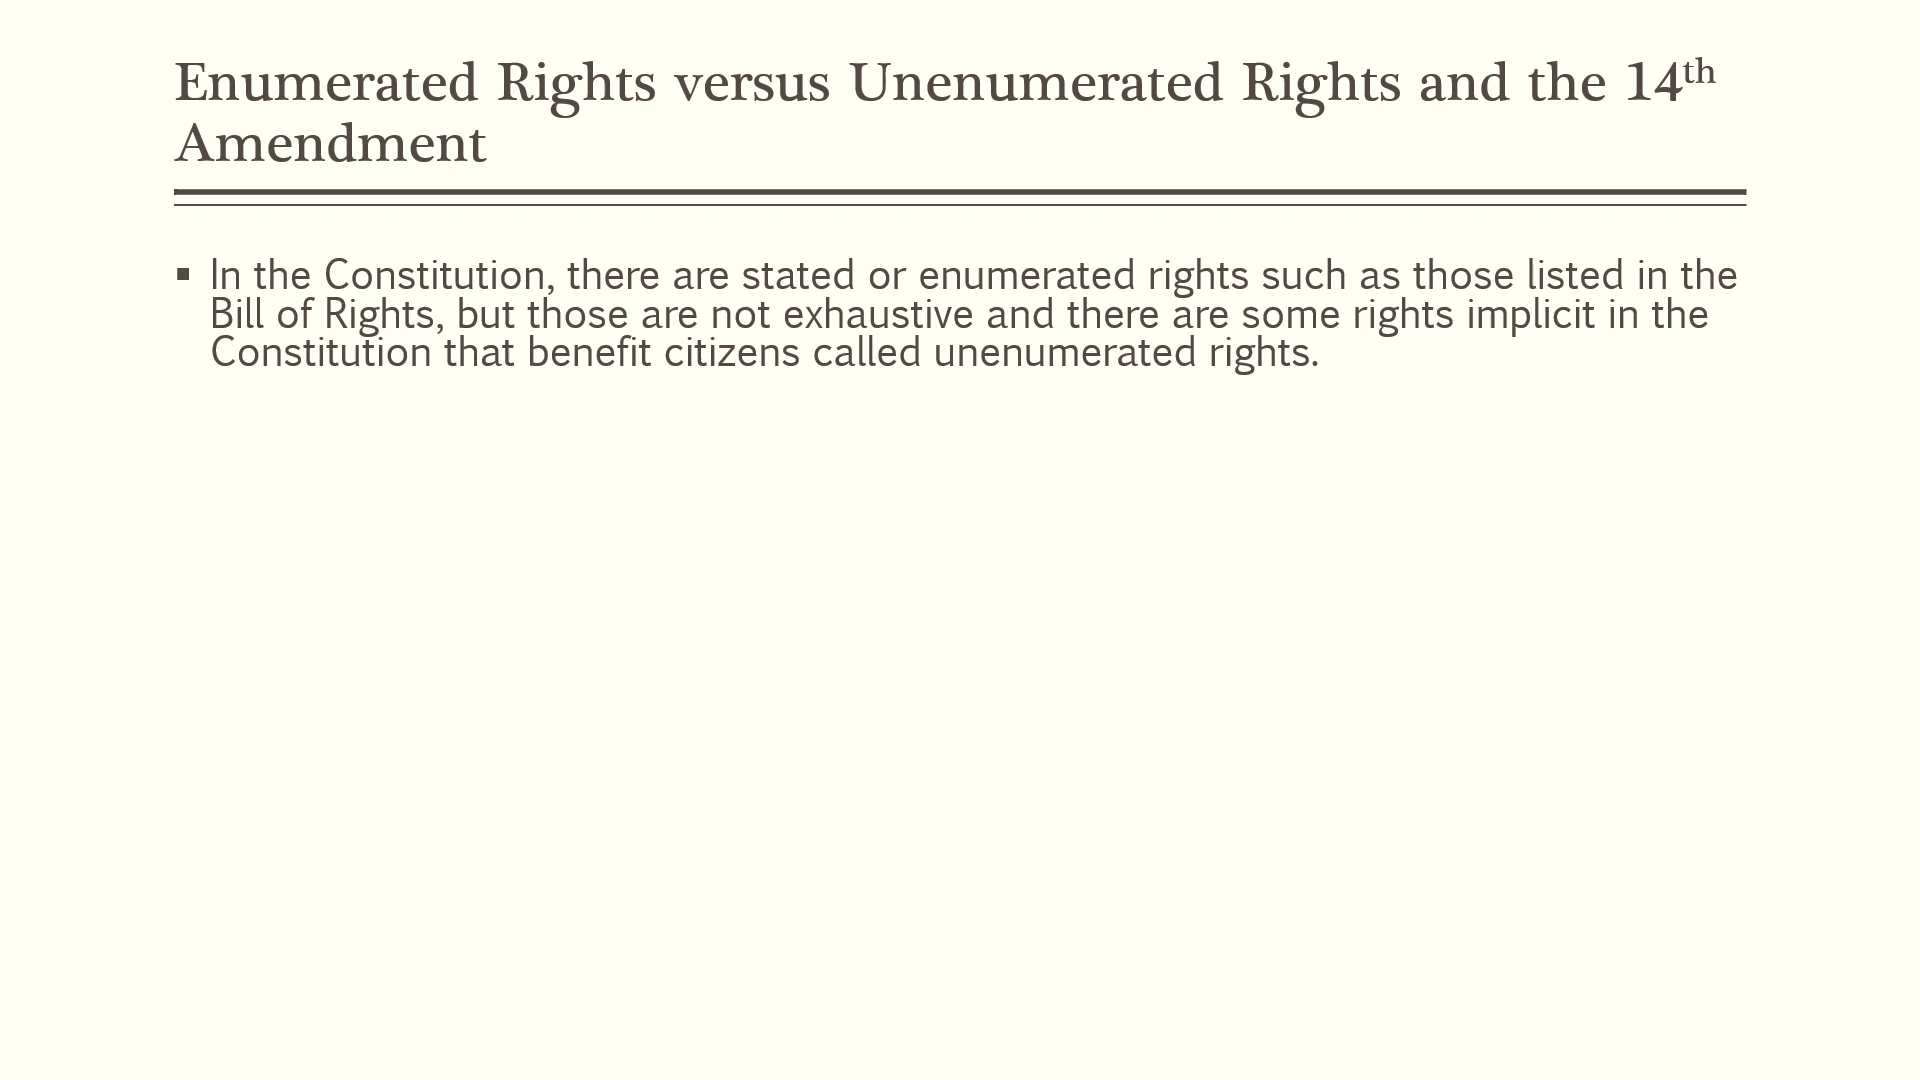 Enumerated Rights versus Unenumerated Rights and the 14th
Amendment
▪ In the Constitution, there are stated or enumerated rights such as those listed in the
Bill of Rights, but those are not exhaustive and there are some rights implicit in the
Constitution that benefit citizens called unenumerated rights.